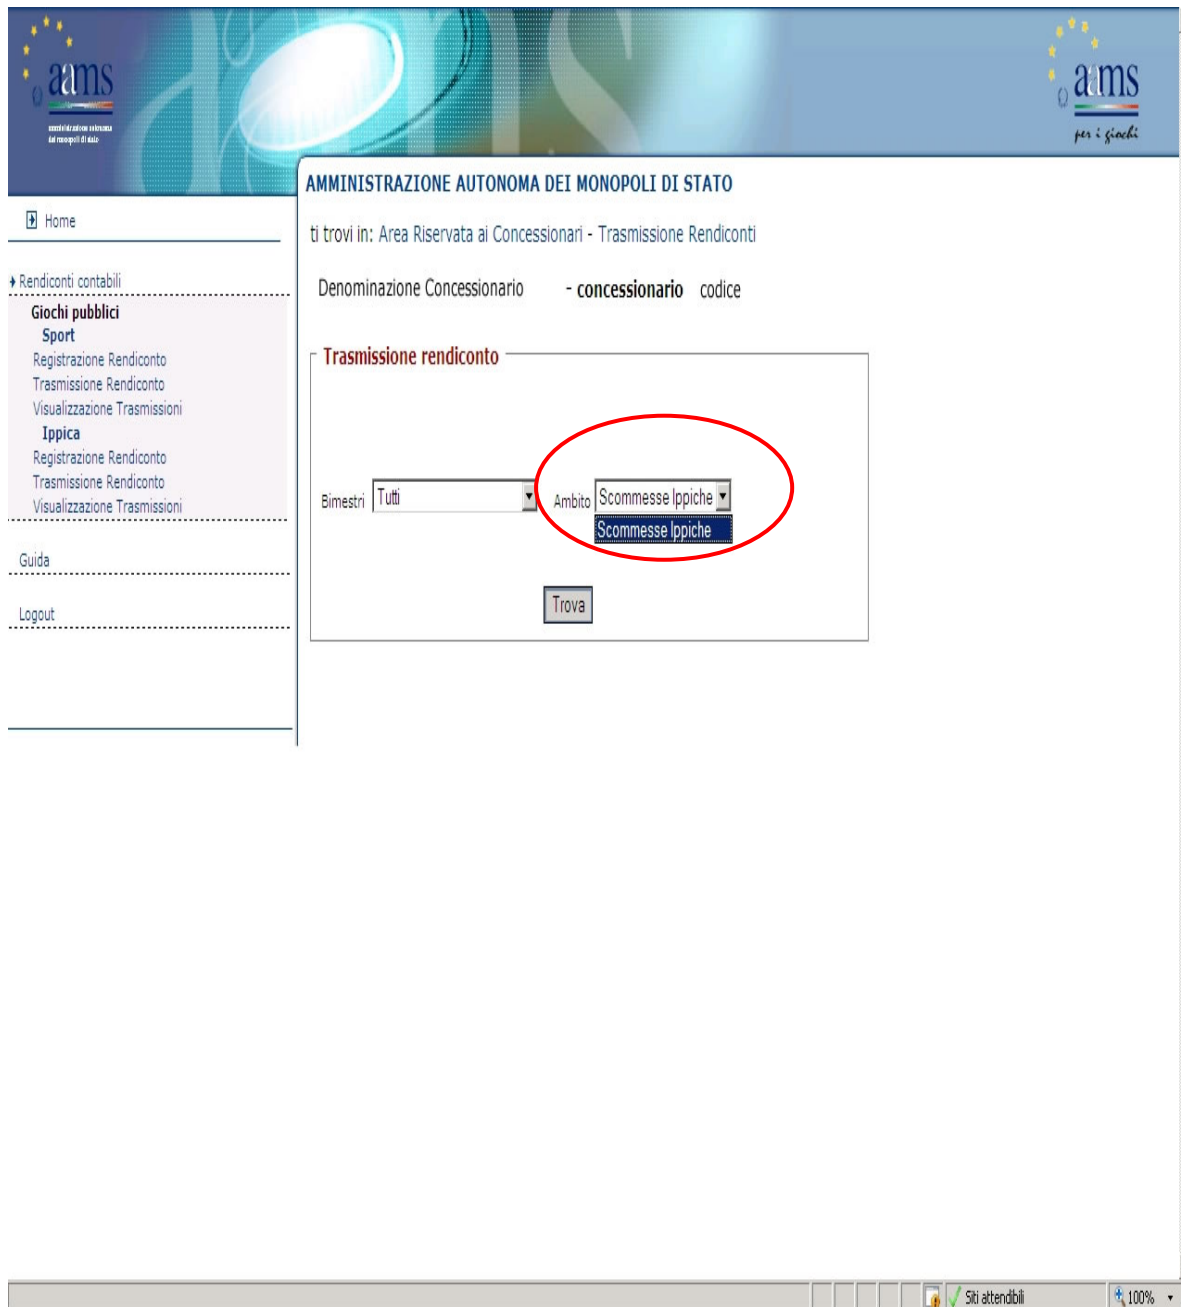 aams
amministrazione autonoma
dei monopoli di stato
aams
per i giochi
AMMINISTRAZIONE AUTONOMA DEI MONOPOLI DI STATO
Home
ti trovi in: Area Riservata ai Concessionari - Trasmissione Rendiconti
Rendiconti contabili
Denominazione Concessionario - concessionario codice
Giochi pubblici
Sport
Registrazione Rendiconto
Trasmissione Rendiconto
Visualizzazione Trasmissioni
Ippica
Registrazione Rendiconto
Trasmissione Rendiconto
Visualizzazione Trasmissioni
Guida
Logout
Trasmissione rendiconto
Bimestri Tutti Ambito Scommesse Ippiche
Scommesse Ippiche
Trova
Siti attendibili 100%